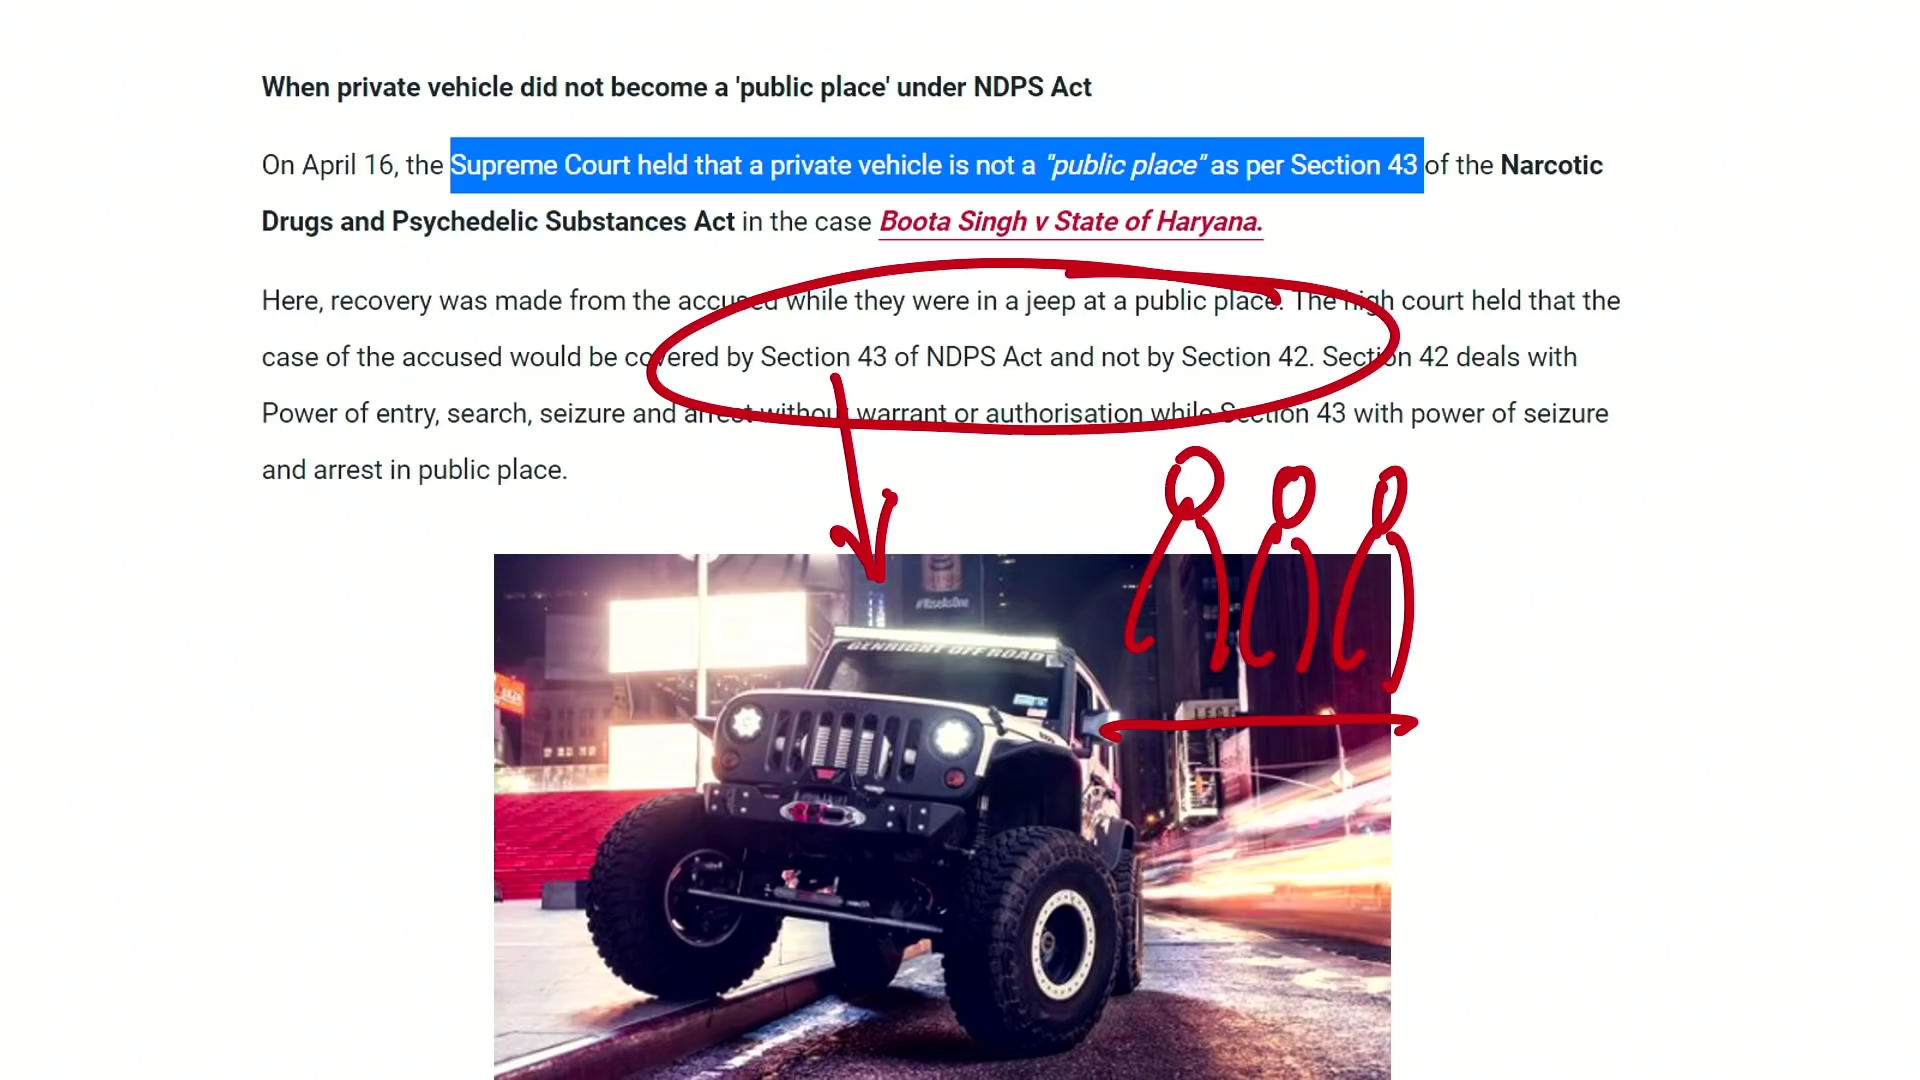 When private vehicle did not become a 'public place' under NDPS Act
On April 16, the Supreme Court held that a private vehicle is not a "public place" as per Section 43 of the Narcotic
Drugs and Psychedelic Substances Act in the case Boota Singh v State of Haryana.
Here, recovery was made from the accused while they were in a jeep at a public place. The high court held that the
case of the accused would be covered by Section 43 of NDPS Act and not by Section 42. Section 42 deals with
Power of entry, search, seizure and arrest without warrant or authorisation while Section 43 with power of seizure
and arrest in public place.
#RiseAsOne
GENRIGHT OFF ROAD